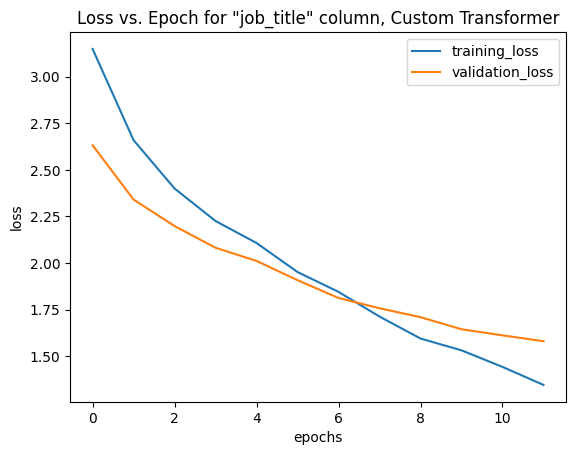 Loss vs. Epoch for "job_title" column, Custom Transformer
training_loss
validation_loss
3.00
2.75
2.50
2.25
2.00
1.75
1.50
loss
0 2 4 6 8 10
epochs